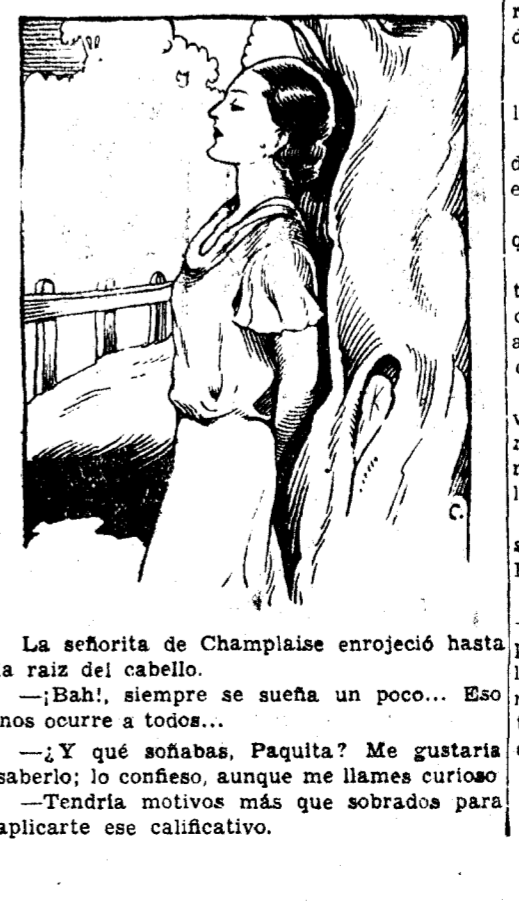 C.
La señorita de Champlaise enrojeció hasta
la raiz del cabello.
—¡Bah!, siempre se sueña un poco... Eso
nos ocurre a todos...
—¿Y qué soñabas, Paquita? Me gustaria
saberlo; lo confieso, aunque me llames curioso
—Tendría motivos más que sobrados para
aplicarte ese calificativo.